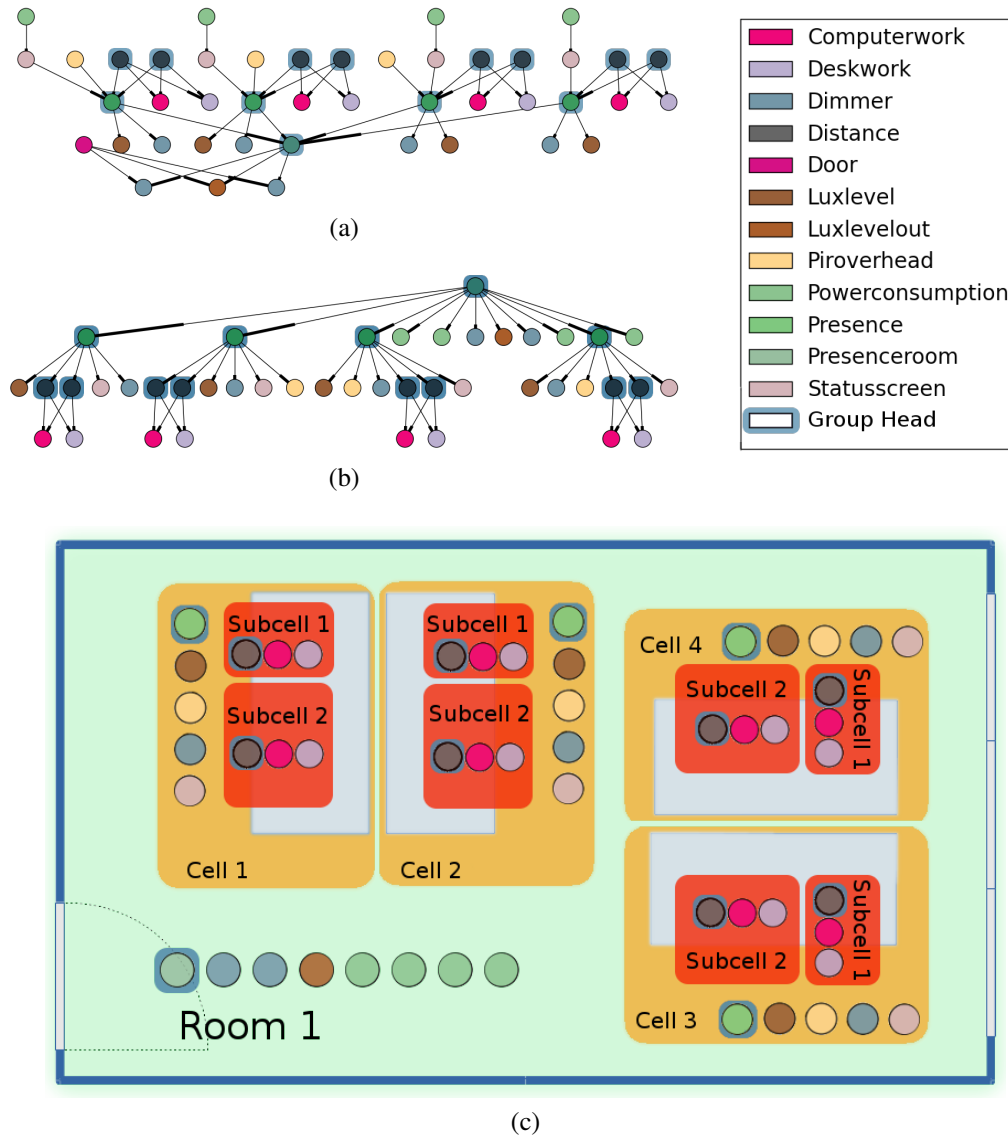 Computerwork
Deskwork
Dimmer
Distance
Door
Luxlevel
Luxlevelout
Piroverhead
Powerconsumption
Presence
Presenceroom
Statusscreen
Group Head
(a)
(b)
Subcell 1
Subcell 2
Cell 1
Subcell 1
Subcell 2
Cell 2
Cell 4
Subcell 2
Subcell 1
Subcell 2
Subcell 1
Cell 3
Room 1
(c)